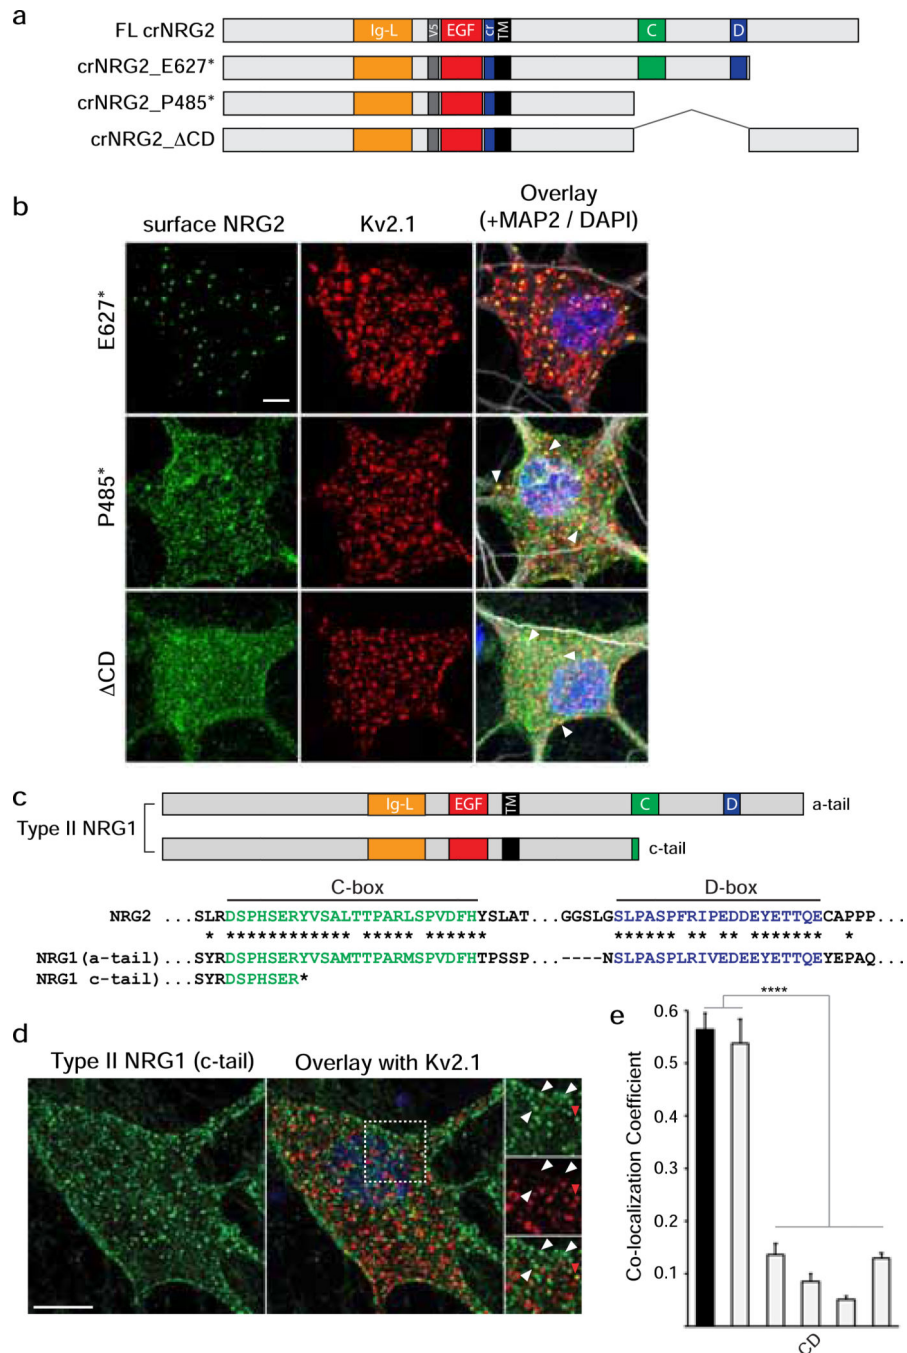 a
FL crNRG2
Ig-L
vs
EGF
cr
TM
C
D
crNRG2_E627*
crNRG2_P485*
crNRG2_ΔCD
b
surface NRG2
Kv2.1
Overlay
(+MAP2 / DAPI)
E627*
P485*
ΔCD
c
Type II NRG1
Ig-L
EGF
TM
C
D
a-tail
c-tail
C-box
D-box
NRG2 ...SLRDSPHSERYVSALTTPARLSPVDFHYSLAT... GGSLGSLPASPFRIPEDDEYETTQECAPPP...
* ************ ***** ****** ****** ** ** ********* *
NRG1(a-tail) ...SYRDSPHSERYVSAMTTPARMSPVDFHTPSSP... ----NSLPASPLRIVEDEEYETTQEYEPAQ...
NRG1 c-tail) ...SYRDSPHSER*
d
Type II NRG1 (c-tail)
Overlay with Kv2.1
e
****
Co-localization Coefficient
0.6
0.5
0.4
0.3
0.2
0.1
CD